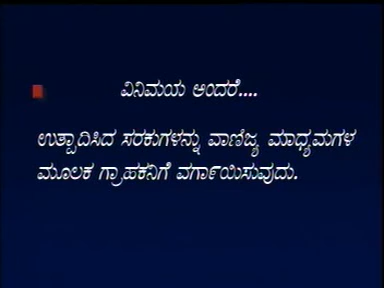 ವಿನಿಮಯ ಅಂದರೆ....
ಉತ್ಪಾದಿಸಿದ ಸರಕುಗಳನ್ನು ವಾಣಿಜ್ಯ ಮಾಧ್ಯಮಗಳ
ಮೂಲಕ ಗ್ರಾಹಕನಿಗೆ ವರ್ಗಾಯಿಸುವುದು.